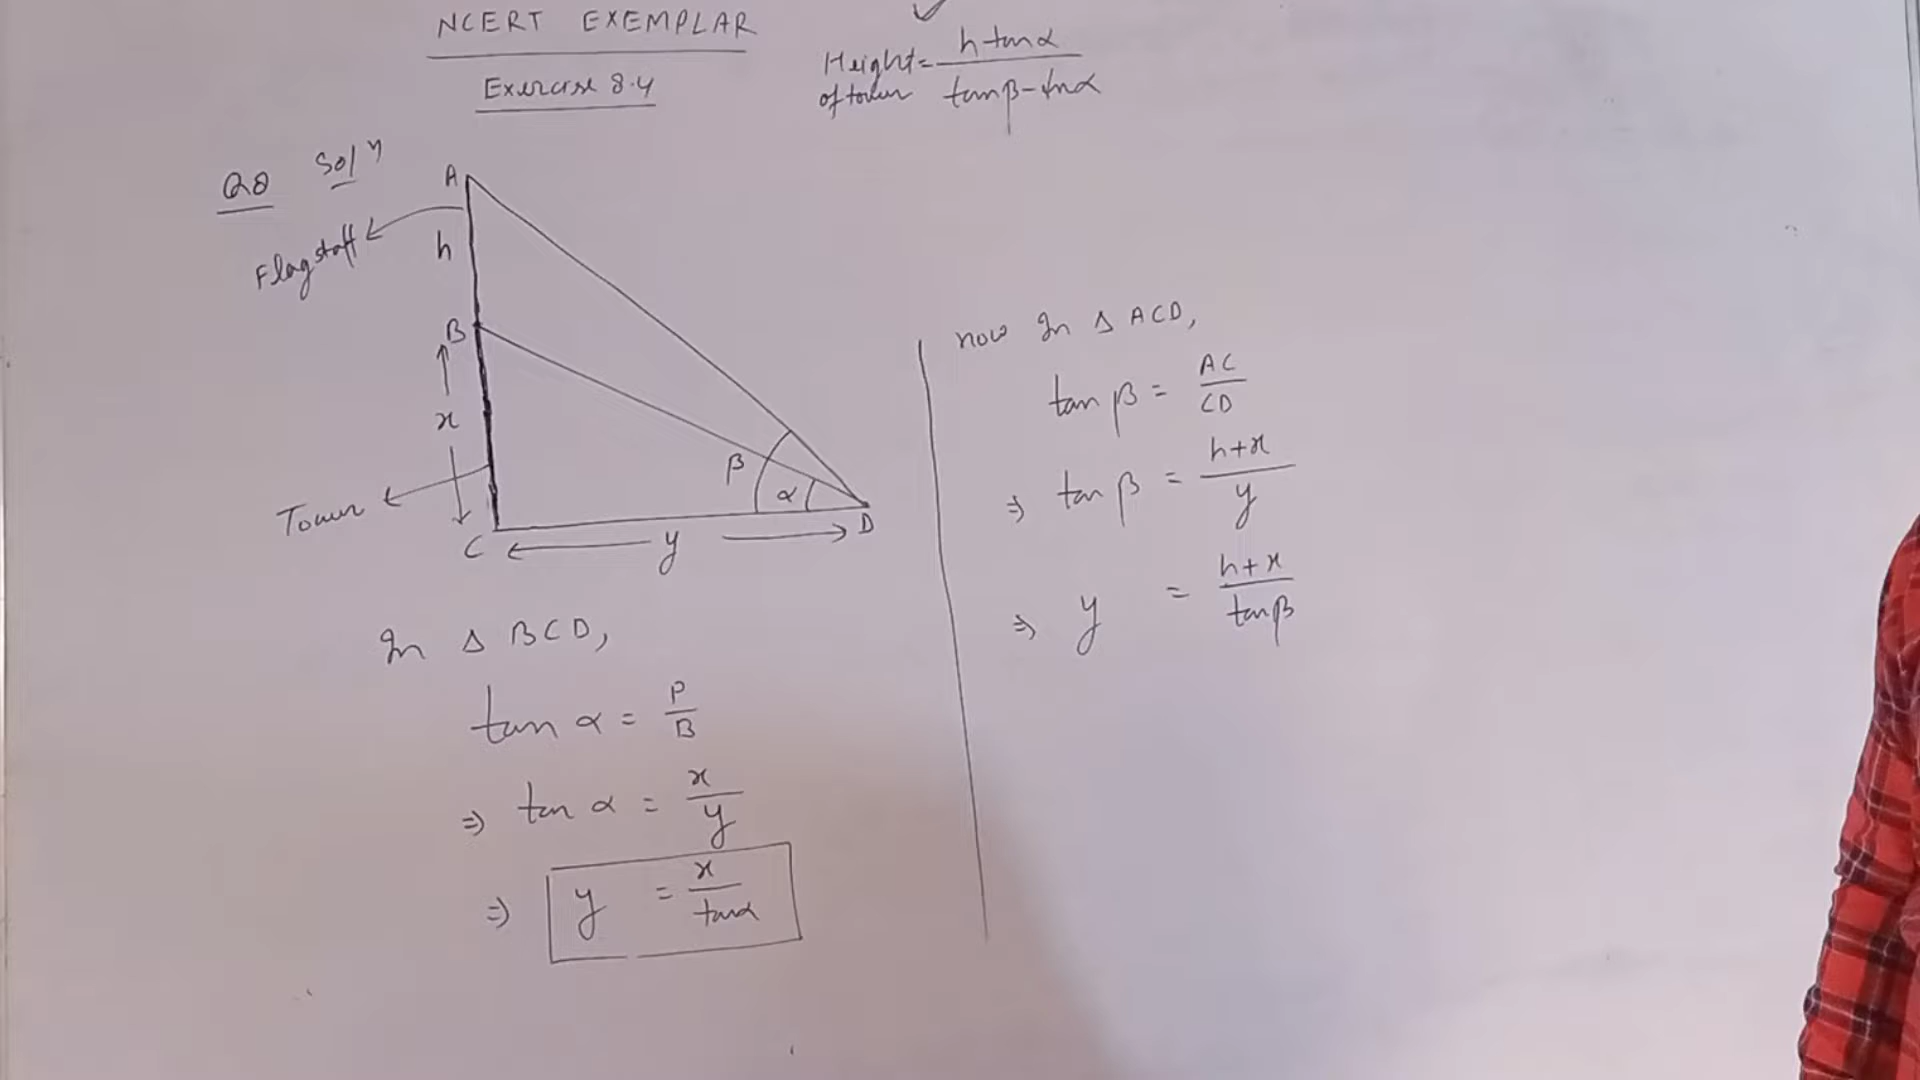 NCERT EXEMPLAR
Exercise 8.4
Height of tower = h tanα / tanβ - tanα
Q8 Solⁿ
A
Flagstaff
h
B
x
β
α
Tower
C
y
D
In Δ BCD,
tan α = P/B
⇒ tan α = x/y
⇒ y = x/tanα
now In Δ ACD,
tan β = AC/CD
⇒ tan β = h+x/y
⇒ y = h+x/tanβ